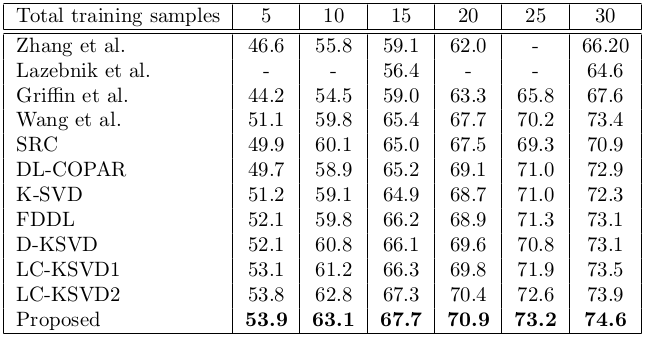 Total training samples 5 10 15 20 25 30
Zhang et al. 46.6 55.8 59.1 62.0 - 66.20
Lazebnik et al. - - 56.4 - - 64.6
Griffin et al. 44.2 54.5 59.0 63.3 65.8 67.6
Wang et al. 51.1 59.8 65.4 67.7 70.2 73.4
SRC 49.9 60.1 65.0 67.5 69.3 70.9
DL-COPAR 49.7 58.9 65.2 69.1 71.0 72.9
K-SVD 51.2 59.1 64.9 68.7 71.0 72.3
FDDL 52.1 59.8 66.2 68.9 71.3 73.1
D-KSVD 52.1 60.8 66.1 69.6 70.8 73.1
LC-KSVD1 53.1 61.2 66.3 69.8 71.9 73.5
LC-KSVD2 53.8 62.8 67.3 70.4 72.6 73.9
Proposed 53.9 63.1 67.7 70.9 73.2 74.6